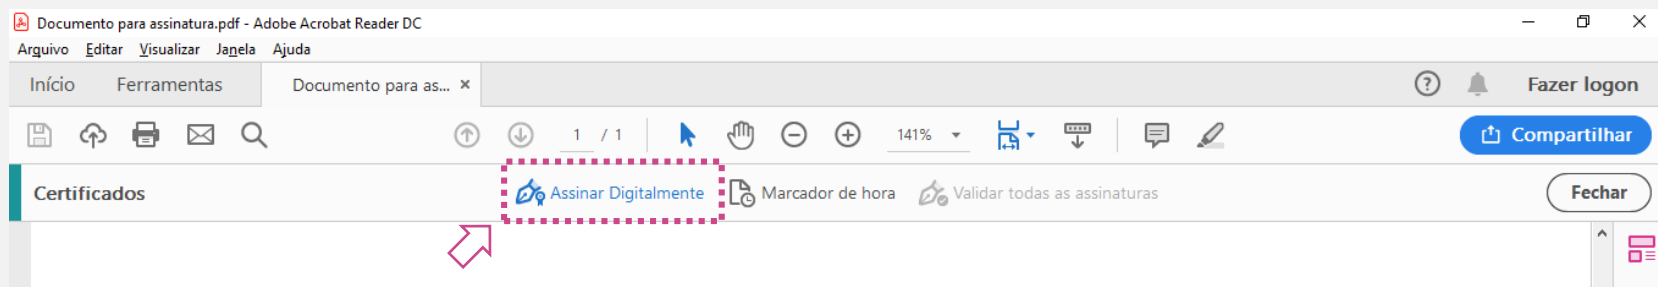 Documento para assinatura.pdf - Adobe Acrobat Reader DC
Arquivo Editar Visualizar Janela Ajuda
Início Ferramentas Documento para as... × Fazer logon
1 / 1 141% Compartilhar
Certificados Assinar Digitalmente Marcador de hora Validar todas as assinaturas Fechar